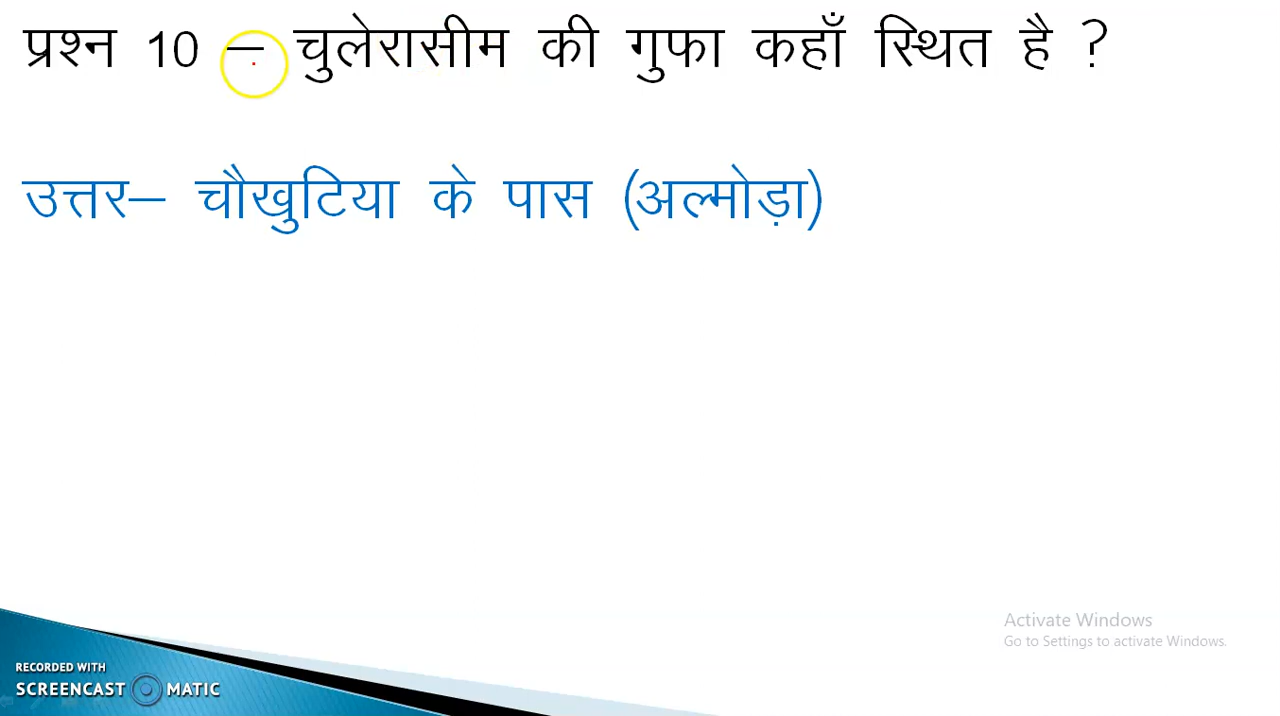 प्रश्न 10 – चुलेरासीम की गुफा कहाँ स्थित है ?
उत्तर– चौखुटिया के पास (अल्मोड़ा)
Activate Windows
Go to Settings to activate Windows.
RECORDED WITH
SCREENCAST MATIC